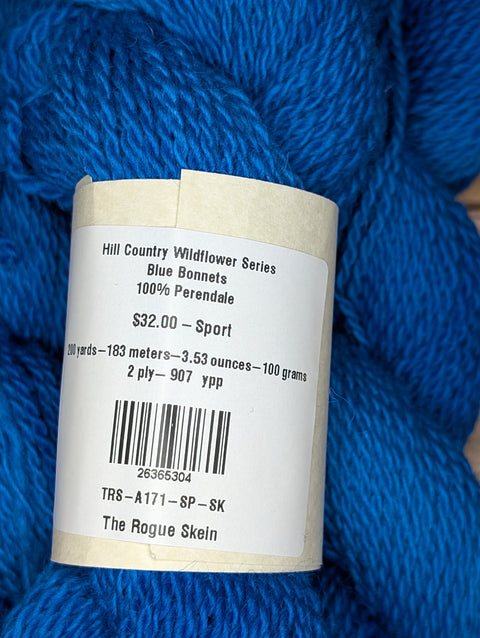 Hill Country Wildflower Series
Blue Bonnets
100% Perendale
$32.00 – Sport
200 yards–183 meters–3.53 ounces–100 grams
2 ply– 907 ypp
26365304
TRS-A171-SP-SK
The Rogue Skein